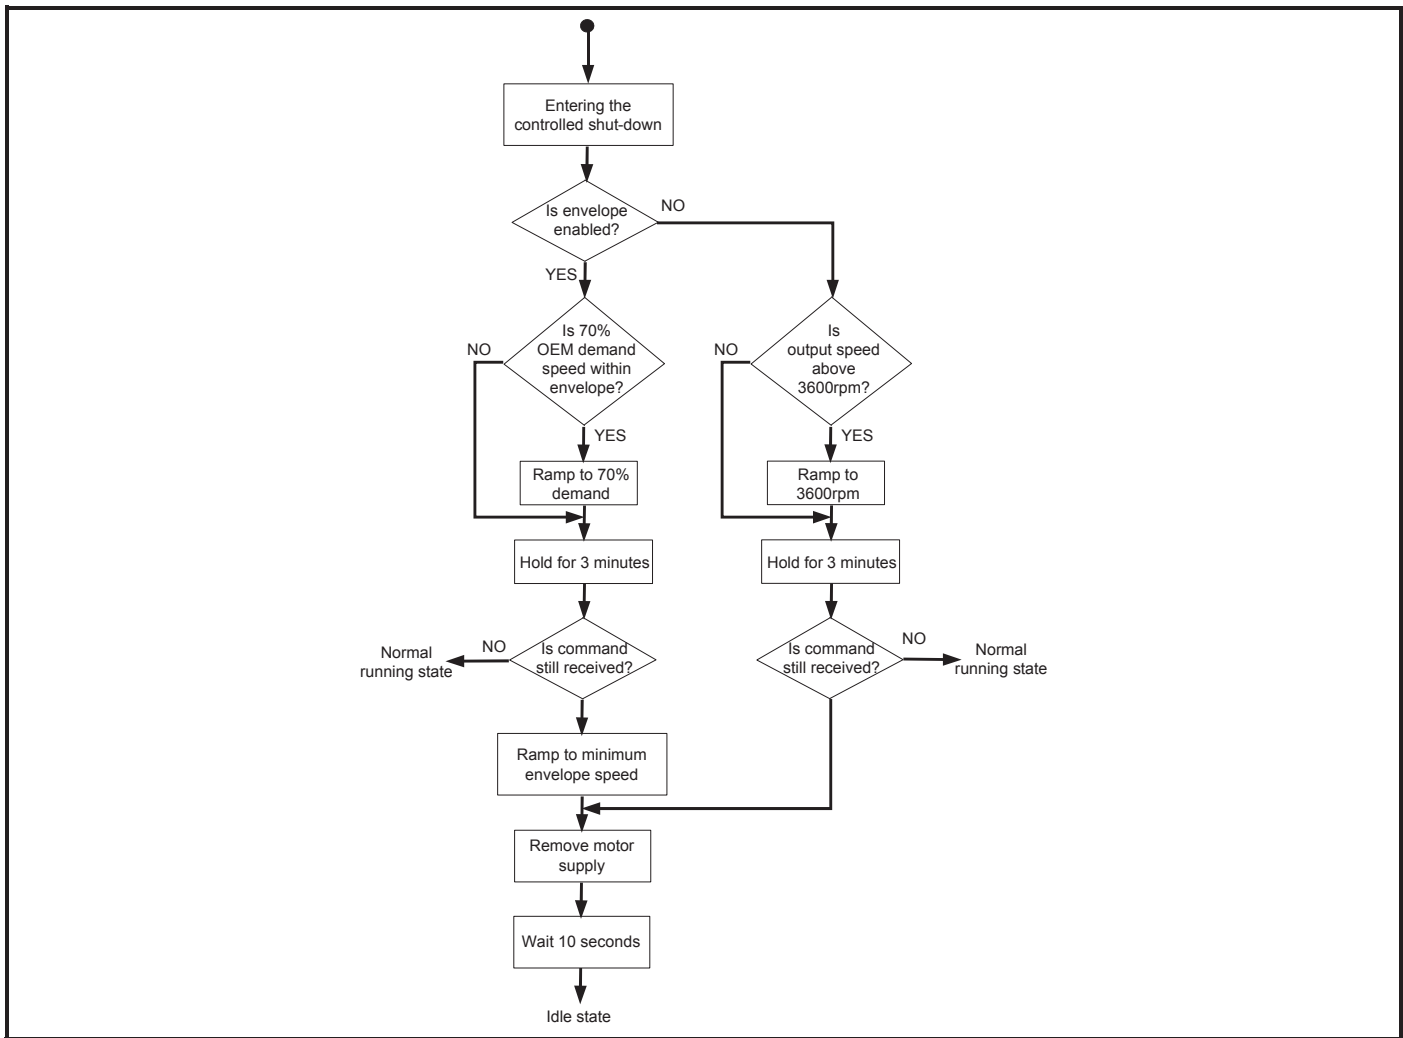 Entering the
controlled shut-down
Is envelope
enabled?
NO
YES
Is 70%
OEM demand
speed within
envelope?
NO
YES
Ramp to 70%
demand
Hold for 3 minutes
Is command
still received?
NO
Normal
running state
Ramp to minimum
envelope speed
Is
output speed
above
3600rpm?
NO
YES
Ramp to
3600rpm
Hold for 3 minutes
Is command
still received?
NO
Normal
running state
Remove motor
supply
Wait 10 seconds
Idle state